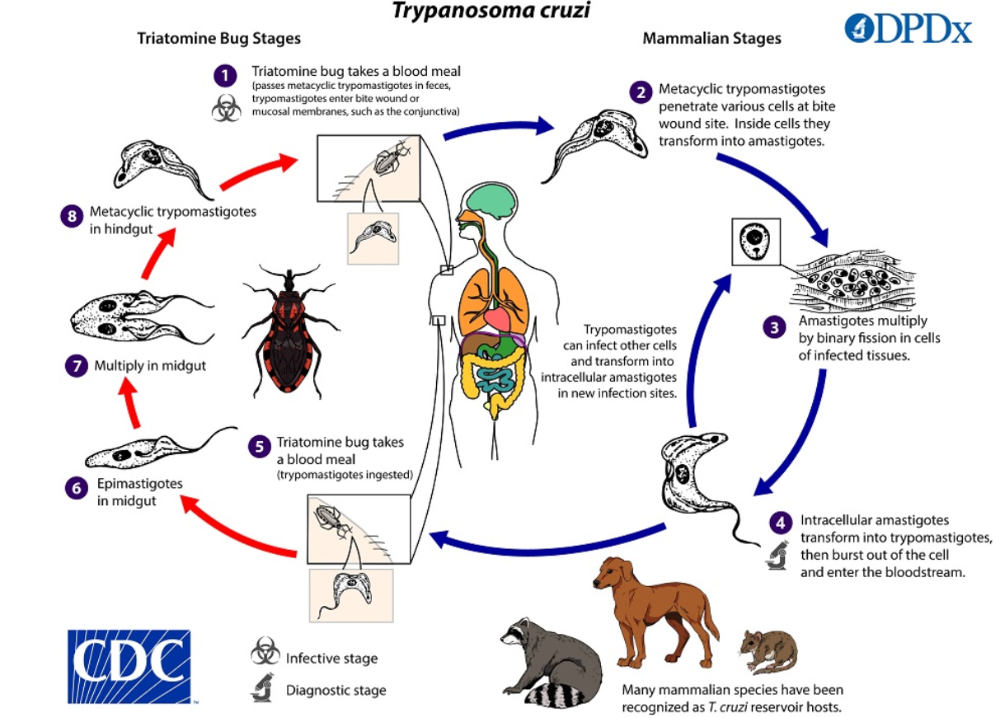 Trypanosoma cruzi
Triatomine Bug Stages
Mammalian Stages
DPDx
1
Triatomine bug takes a blood meal
(passes metacyclic trypomastigotes in feces,
trypomastigotes enter bite wound or
mucosal membranes, such as the conjunctiva)
2
Metacyclic trypomastigotes
penetrate various cells at bite
wound site. Inside cells they
transform into amastigotes.
8
Metacyclic trypomastigotes
in hindgut
3
Amastigotes multiply
by binary fission in cells
of infected tissues.
Trypomastigotes
can infect other cells
and transform into
intracellular amastigotes
in new infection sites.
7
Multiply in midgut
5
Triatomine bug takes
a blood meal
(trypomastigotes ingested)
6
Epimastigotes
in midgut
4
Intracellular amastigotes
transform into trypomastigotes,
then burst out of the cell
and enter the bloodstream.
CDC
TM
Infective stage
Diagnostic stage
Many mammalian species have been
recognized as T. cruzi reservoir hosts.